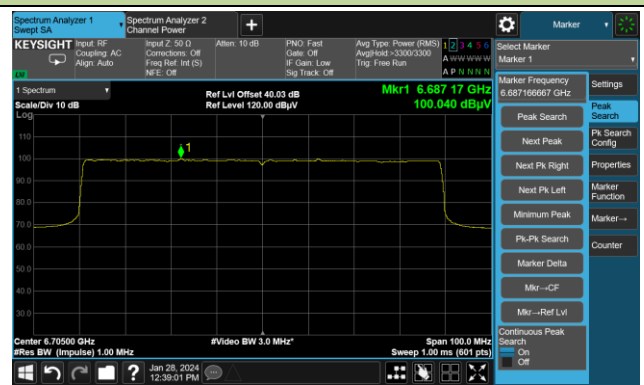 Spectrum Analyzer 1
Swept SA
Spectrum Analyzer 2
Channel Power
Marker
KEYSIGHT
Input: RF
Coupling: AC
Align: Auto
Input Z: 50 Ω
Corrections: Off
Freq Ref: Int (S)
NFE: Off
Atten: 10 dB
PNO: Fast
Gate: Off
IF Gain: Low
Sig Track: Off
Avg Type: Power (RMS)
Avg|Hold:>3300/3300
Trig: Free Run
1 2 3 4 5 6
A W W W W W
A P N N N N
LXI
1 Spectrum
Scale/Div 10 dB
Log
Ref Lvl Offset 40.03 dB
Ref Level 120.00 dBμV
Mkr1 6.687 17 GHz
100.040 dBμV
1
110
100
90.0
80.0
70.0
60.0
50.0
40.0
30.0
Center 6.70500 GHz
#Res BW (Impulse) 1.00 MHz
#Video BW 3.0 MHz*
Span 100.0 MHz
Sweep 1.00 ms (601 pts)
Select Marker
Marker 1
Marker Frequency
6.687166667 GHz
Peak Search
Next Peak
Next Pk Right
Next Pk Left
Minimum Peak
Pk-Pk Search
Marker Delta
Mkr→CF
Mkr→Ref Lvl
Continuous Peak
Search
On
Off
Settings
Peak
Search
Pk Search
Config
Properties
Marker
Function
Marker→
Counter
?
Jan 28, 2024
12:39:01 PM